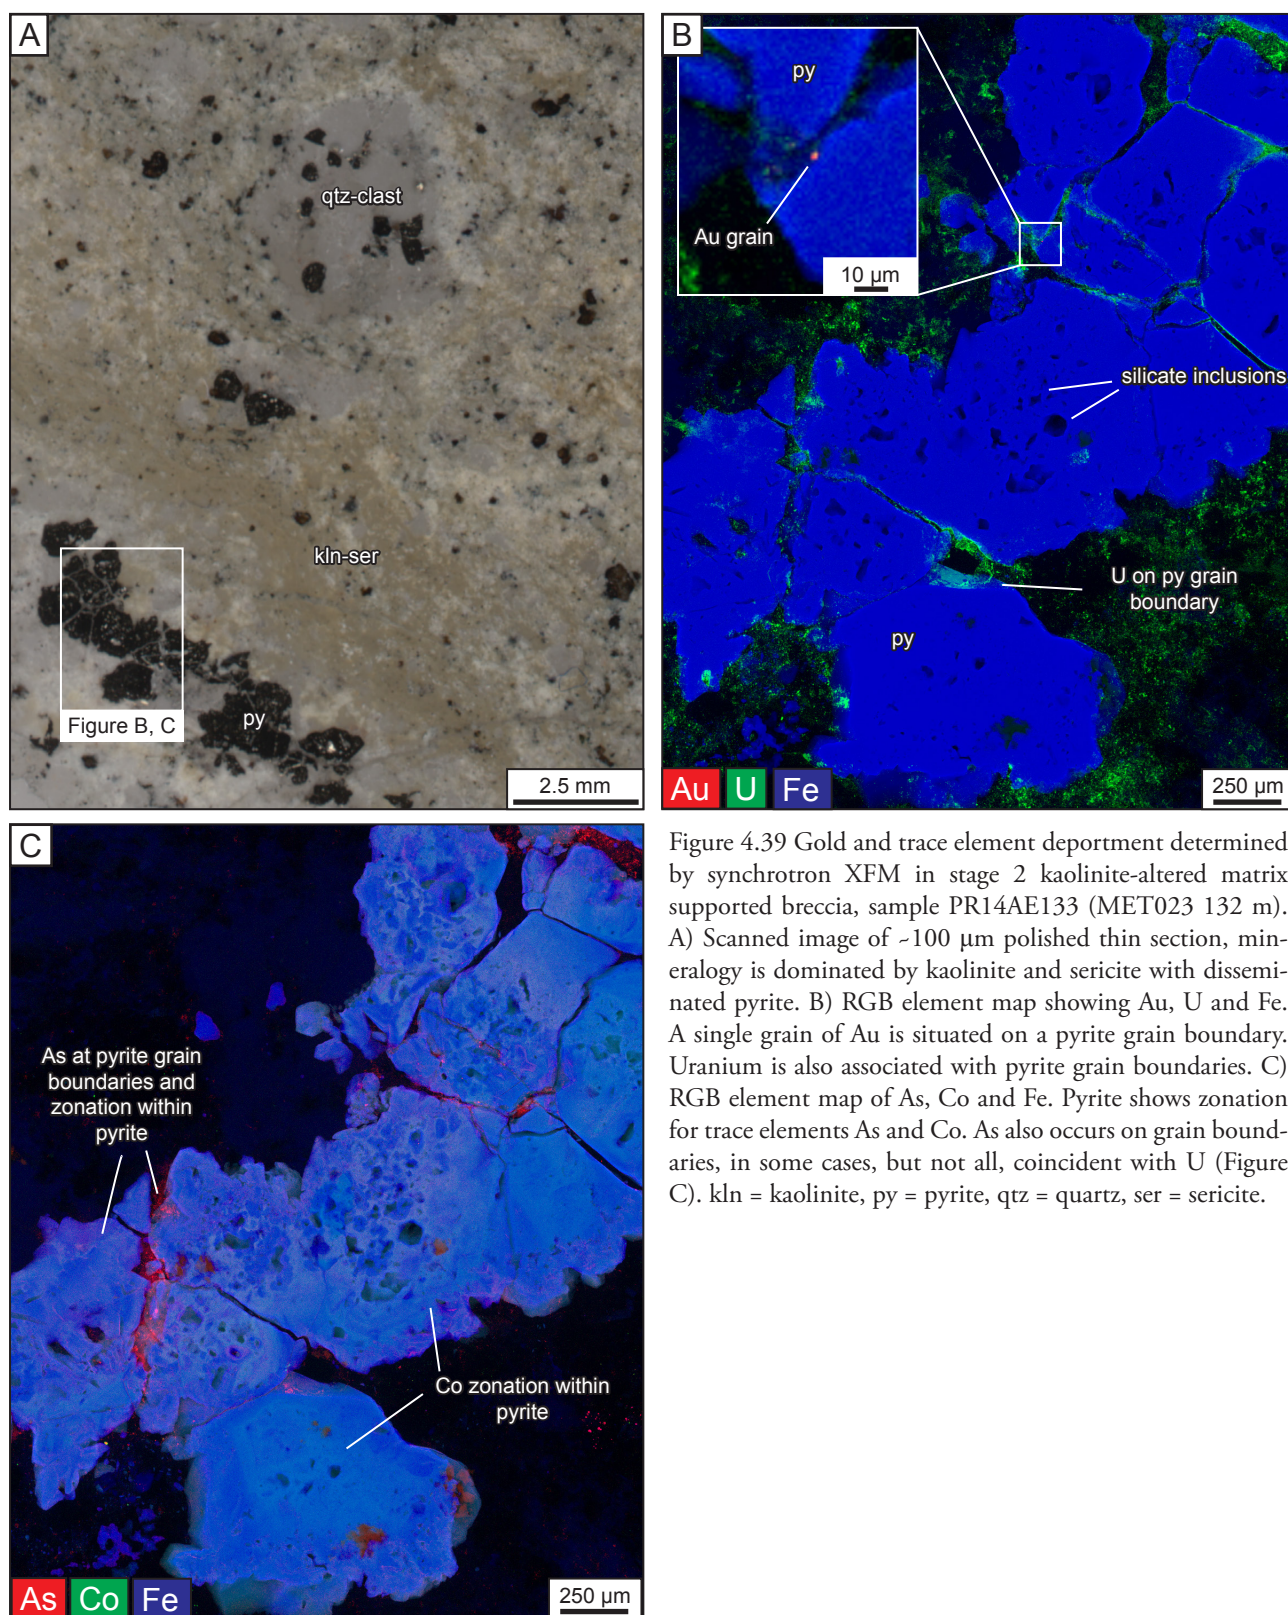 A
qtz-clast
kln-ser
py
Figure B, C
2.5 mm
B
py
Au grain
10 µm
silicate inclusions
U on py grain
boundary
py
Au U Fe
250 µm
C
As at pyrite grain
boundaries and
zonation within
pyrite
Co zonation within
pyrite
As Co Fe
250 µm
Figure 4.39 Gold and trace element deportment determined
by synchrotron XFM in stage 2 kaolinite-altered matrix
supported breccia, sample PR14AE133 (MET023 132 m).
A) Scanned image of ~100 µm polished thin section, min-
eralogy is dominated by kaolinite and sericite with dissemi-
nated pyrite. B) RGB element map showing Au, U and Fe.
A single grain of Au is situated on a pyrite grain boundary.
Uranium is also associated with pyrite grain boundaries. C)
RGB element map of As, Co and Fe. Pyrite shows zonation
for trace elements As and Co. As also occurs on grain bound-
aries, in some cases, but not all, coincident with U (Figure
C). kln = kaolinite, py = pyrite, qtz = quartz, ser = sericite.